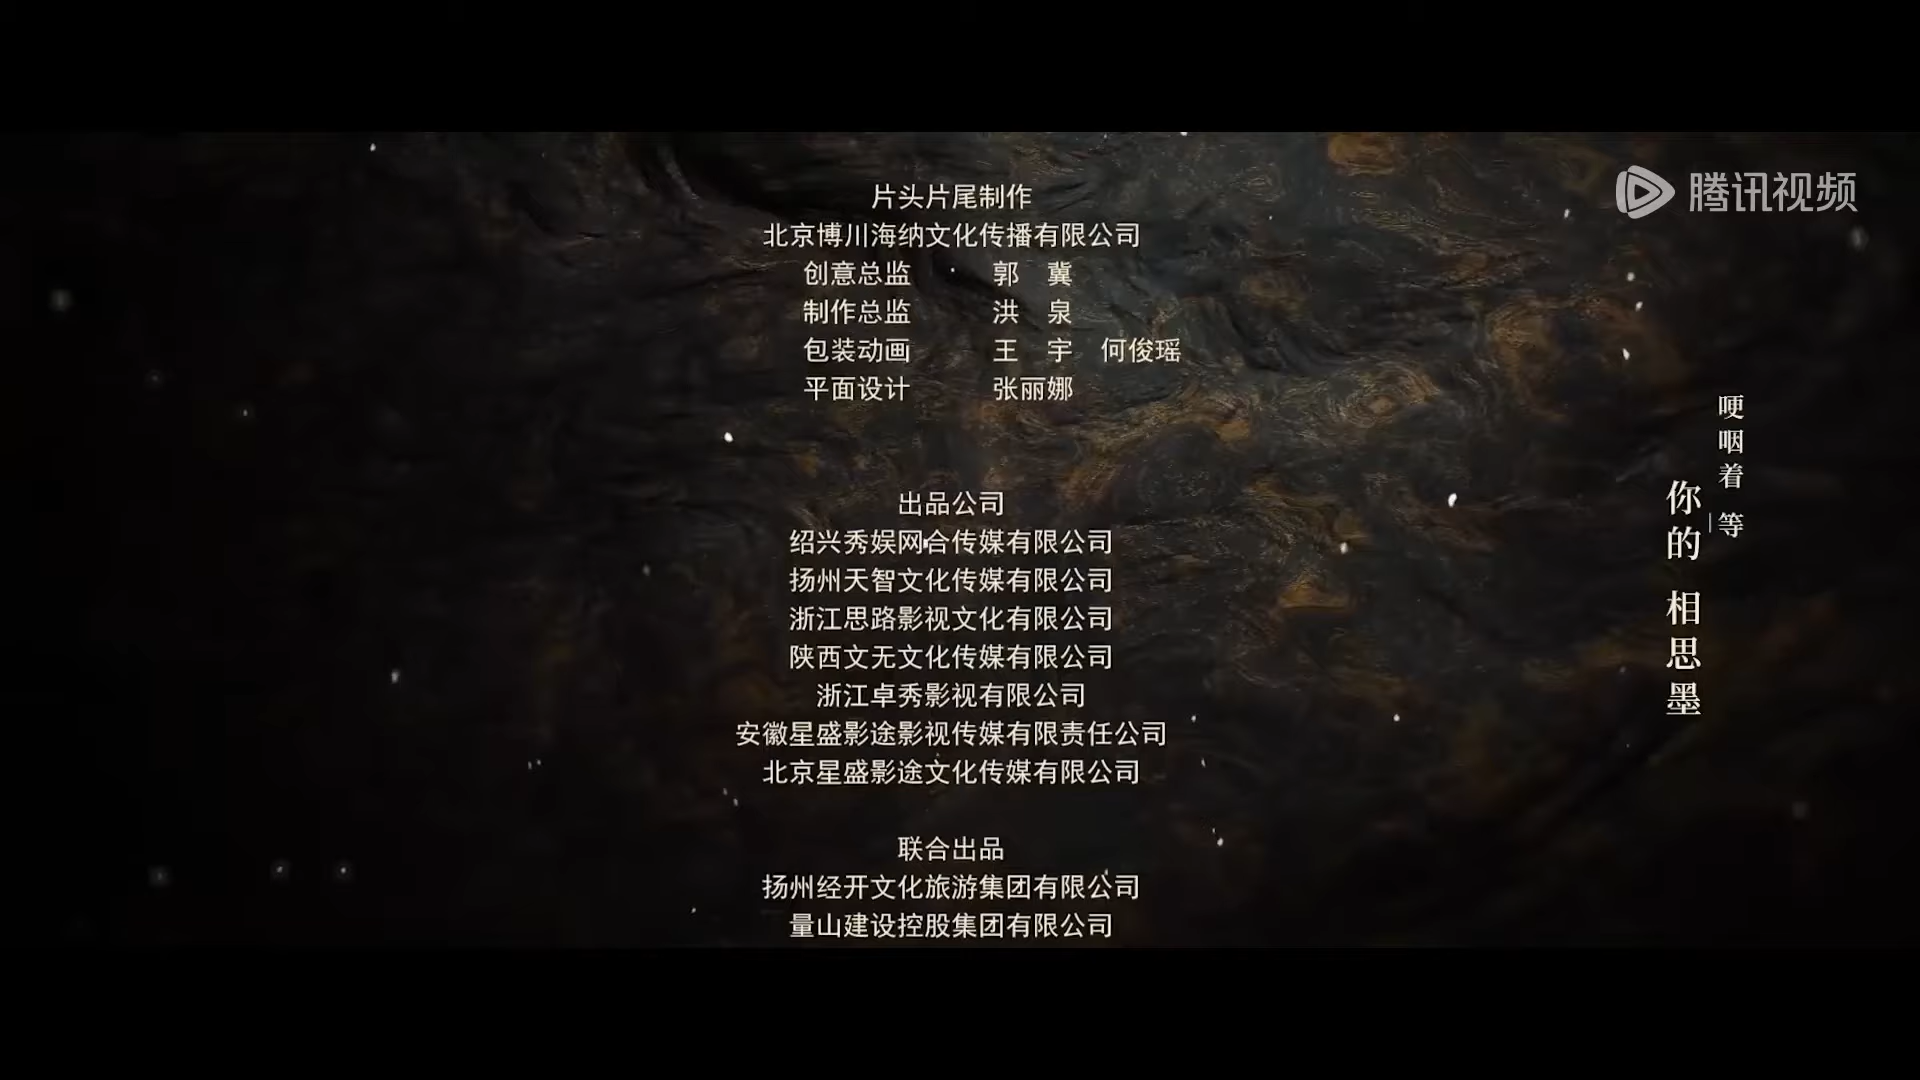 腾讯视频
片头片尾制作
北京博川海纳文化传播有限公司
创意总监 郭 冀
制作总监 洪 泉
包装动画 王 宇 何俊瑶
平面设计 张丽娜
出品公司
绍兴秀娱网合传媒有限公司
扬州天智文化传媒有限公司
浙江思路影视文化有限公司
陕西文无文化传媒有限公司
浙江卓秀影视有限公司
安徽星盛影途影视传媒有限责任公司
北京星盛影途文化传媒有限公司
联合出品
扬州经开文化旅游集团有限公司
量山建设控股集团有限公司
哽咽着 等
你的 相思墨